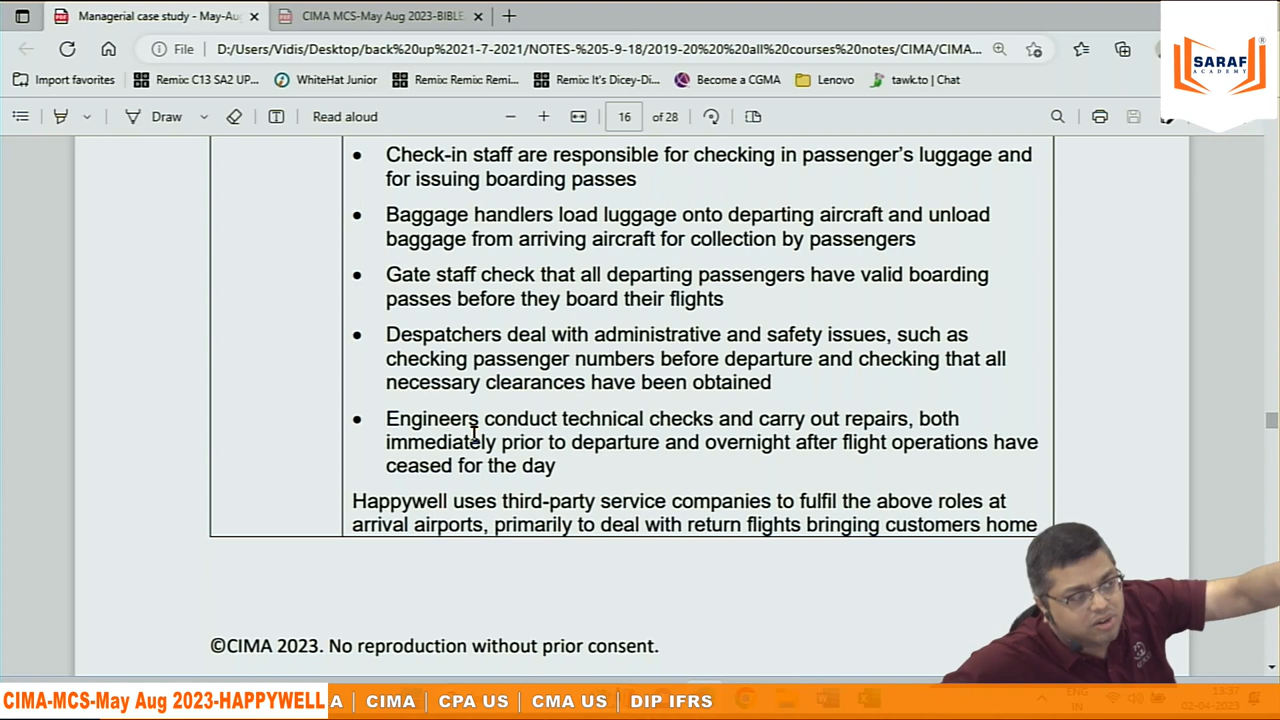 Managerial case study - May-Au
CIMA MCS-May Aug 2023-BIBLE
File
D:/Users/Vidis/Desktop/back%20up%2021-7-2021/NOTES-%205-9-18/2019-20%20%20all%20courses%20notes/CIMA/CIMA...
SARAF
ACADEMY
®
Import favorites
Remix: C13 SA2 UP...
WhiteHat Junior
Remix: Remix: Remi...
Remix: It's Dicey-Di...
Become a CGMA
Lenovo
tawk.to | Chat
Draw
Read aloud
16
of 28
• Check-in staff are responsible for checking in passenger's luggage and
for issuing boarding passes
• Baggage handlers load luggage onto departing aircraft and unload
baggage from arriving aircraft for collection by passengers
• Gate staff check that all departing passengers have valid boarding
passes before they board their flights
• Despatchers deal with administrative and safety issues, such as
checking passenger numbers before departure and checking that all
necessary clearances have been obtained
• Engineers conduct technical checks and carry out repairs, both
immediately prior to departure and overnight after flight operations have
ceased for the day
Happywell uses third-party service companies to fulfil the above roles at
arrival airports, primarily to deal with return flights bringing customers home
©CIMA 2023. No reproduction without prior consent.
CIMA-MCS-May Aug 2023-HAPPYWELL
A | CIMA | CPA US | CMA US | DIP IFRS
ENG
IN
13:37
02-04-2023